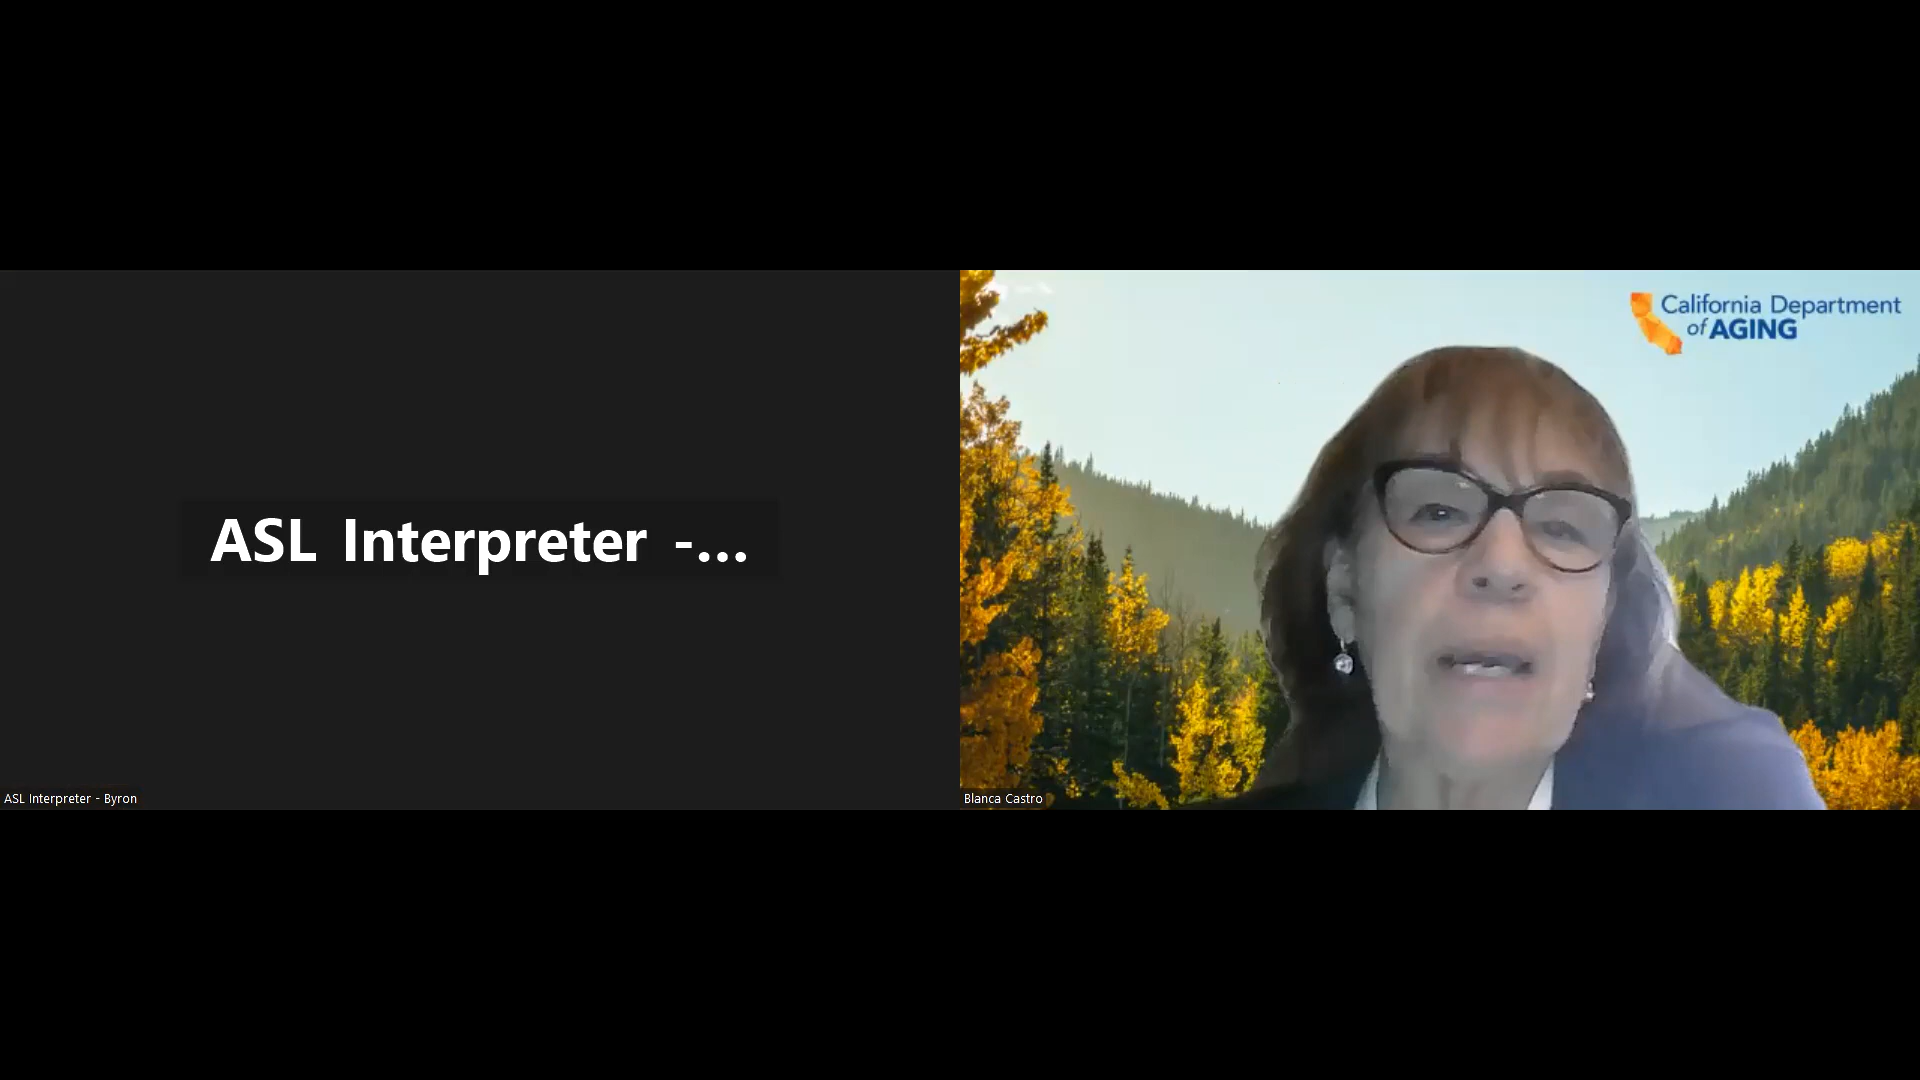 ASL Interpreter -...
ASL Interpreter - Byron
California Department
of AGING
Blanca Castro